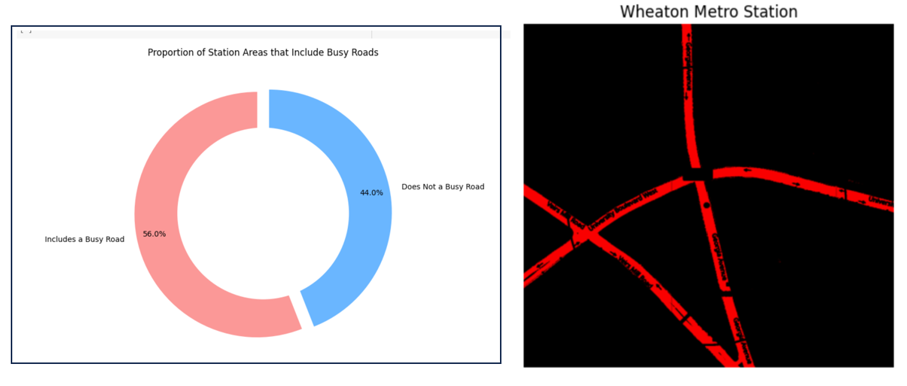 Proportion of Station Areas that Include Busy Roads
44.0%
Does Not a Busy Road
56.0%
Includes a Busy Road
Wheaton Metro Station